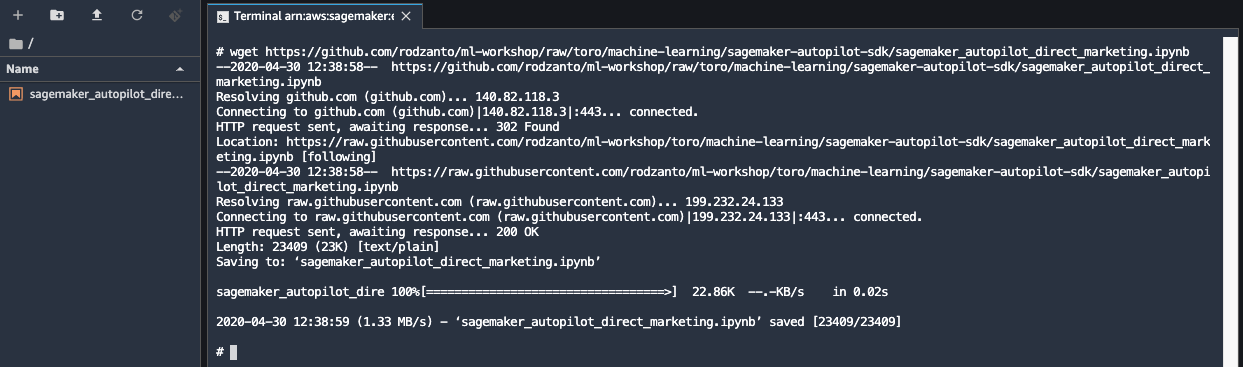 Terminal arn:aws:sagemaker:e
/
Name
sagemaker_autopilot_dire...
# wget https://github.com/rodzanto/ml-workshop/raw/toro/machine-learning/sagemaker-autopilot-sdk/sagemaker_autopilot_direct_marketing.ipynb
--2020-04-30 12:38:58--  https://github.com/rodzanto/ml-workshop/raw/toro/machine-learning/sagemaker-autopilot-sdk/sagemaker_autopilot_direct_
marketing.ipynb
Resolving github.com (github.com)... 140.82.118.3
Connecting to github.com (github.com)|140.82.118.3|:443... connected.
HTTP request sent, awaiting response... 302 Found
Location: https://raw.githubusercontent.com/rodzanto/ml-workshop/toro/machine-learning/sagemaker-autopilot-sdk/sagemaker_autopilot_direct_mark
eting.ipynb [following]
--2020-04-30 12:38:58--  https://raw.githubusercontent.com/rodzanto/ml-workshop/toro/machine-learning/sagemaker-autopilot-sdk/sagemaker_autopi
lot_direct_marketing.ipynb
Resolving raw.githubusercontent.com (raw.githubusercontent.com)... 199.232.24.133
Connecting to raw.githubusercontent.com (raw.githubusercontent.com)|199.232.24.133|:443... connected.
HTTP request sent, awaiting response... 200 OK
Length: 23409 (23K) [text/plain]
Saving to: ‘sagemaker_autopilot_direct_marketing.ipynb’
sagemaker_autopilot_dire 100%[==================================>]  22.86K  --.-KB/s    in 0.02s
2020-04-30 12:38:59 (1.33 MB/s) - ‘sagemaker_autopilot_direct_marketing.ipynb’ saved [23409/23409]
#